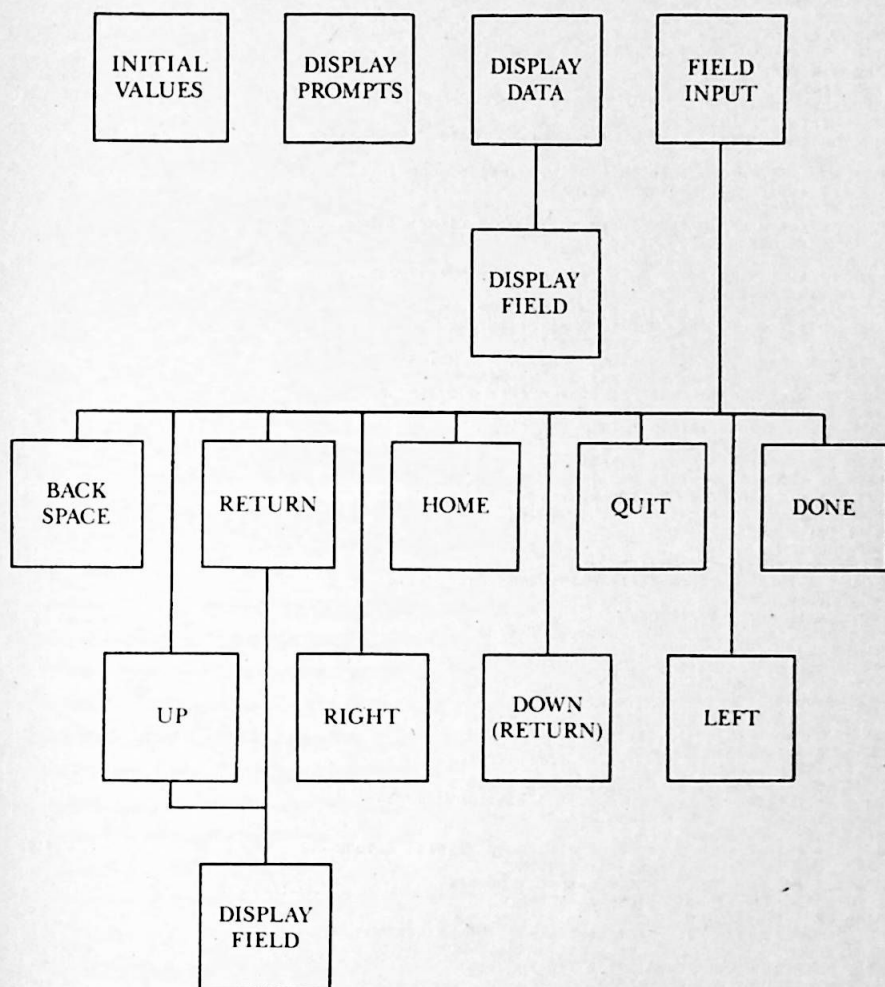 INITIAL
VALUES
DISPLAY
PROMPTS
DISPLAY
DATA
FIELD
INPUT
DISPLAY
FIELD
BACK
SPACE
RETURN
HOME
QUIT
DONE
UP
RIGHT
DOWN
(RETURN)
LEFT
DISPLAY
FIELD